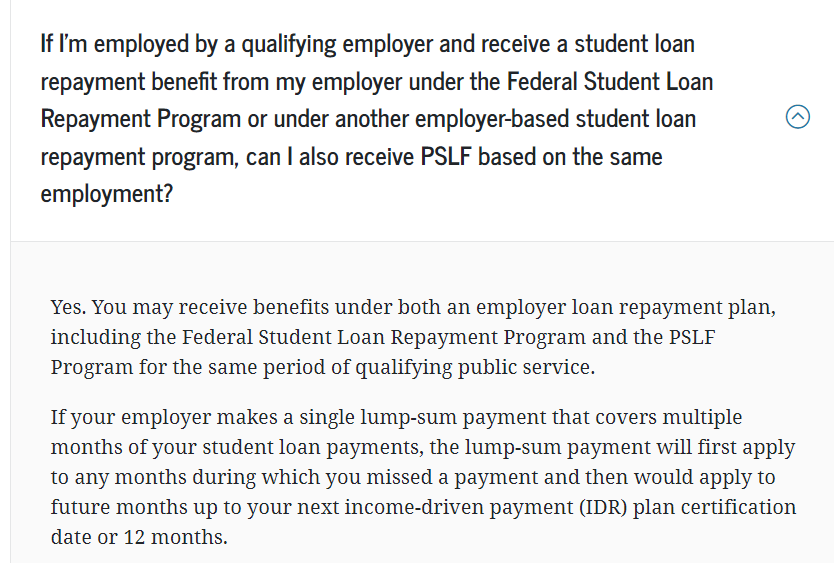 If I'm employed by a qualifying employer and receive a student loan
repayment benefit from my employer under the Federal Student Loan
Repayment Program or under another employer-based student loan
repayment program, can I also receive PSLF based on the same
employment?
Yes. You may receive benefits under both an employer loan repayment plan,
including the Federal Student Loan Repayment Program and the PSLF
Program for the same period of qualifying public service.
If your employer makes a single lump-sum payment that covers multiple
months of your student loan payments, the lump-sum payment will first apply
to any months during which you missed a payment and then would apply to
future months up to your next income-driven payment (IDR) plan certification
date or 12 months.